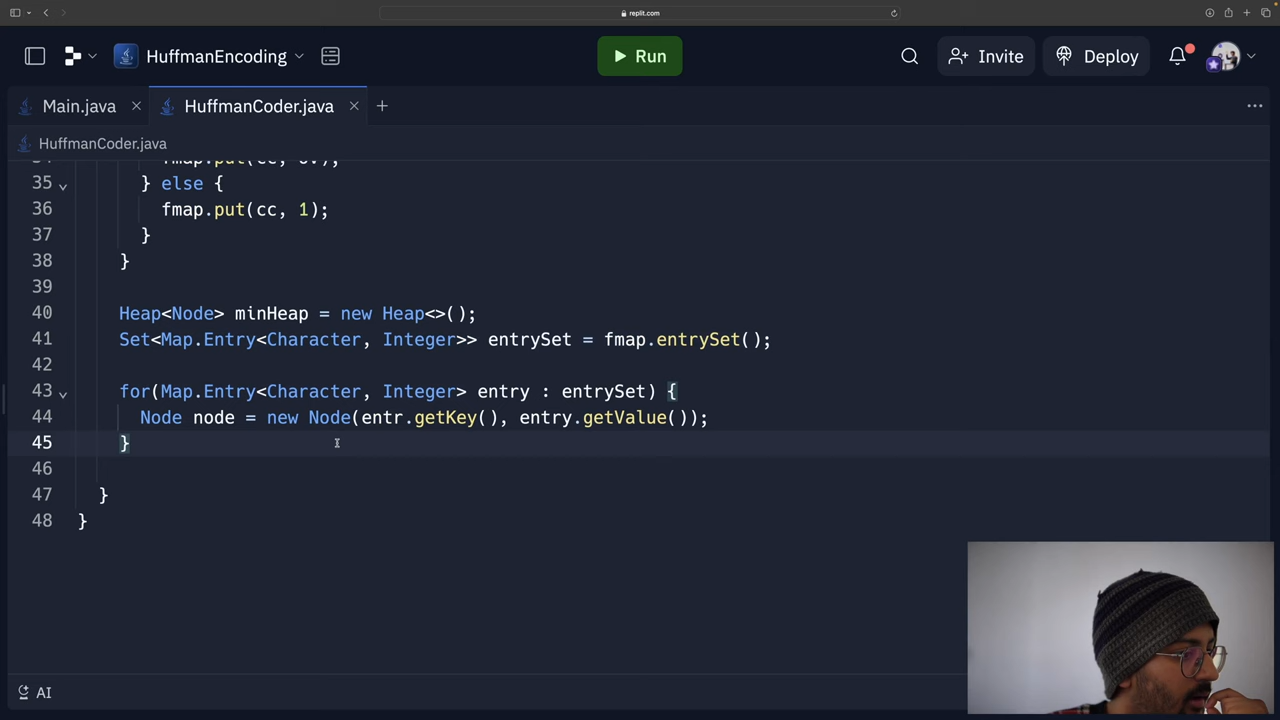 replit.com
HuffmanEncoding
Run
Invite
Deploy
Main.java
HuffmanCoder.java
HuffmanCoder.java
35 } else {
36 fmap.put(cc, 1);
37 }
38 }
39
40 Heap<Node> minHeap = new Heap<>();
41 Set<Map.Entry<Character, Integer>> entrySet = fmap.entrySet();
42
43 for(Map.Entry<Character, Integer> entry : entrySet) {
44 Node node = new Node(entr.getKey(), entry.getValue());
45 }
46
47 }
48 }
AI